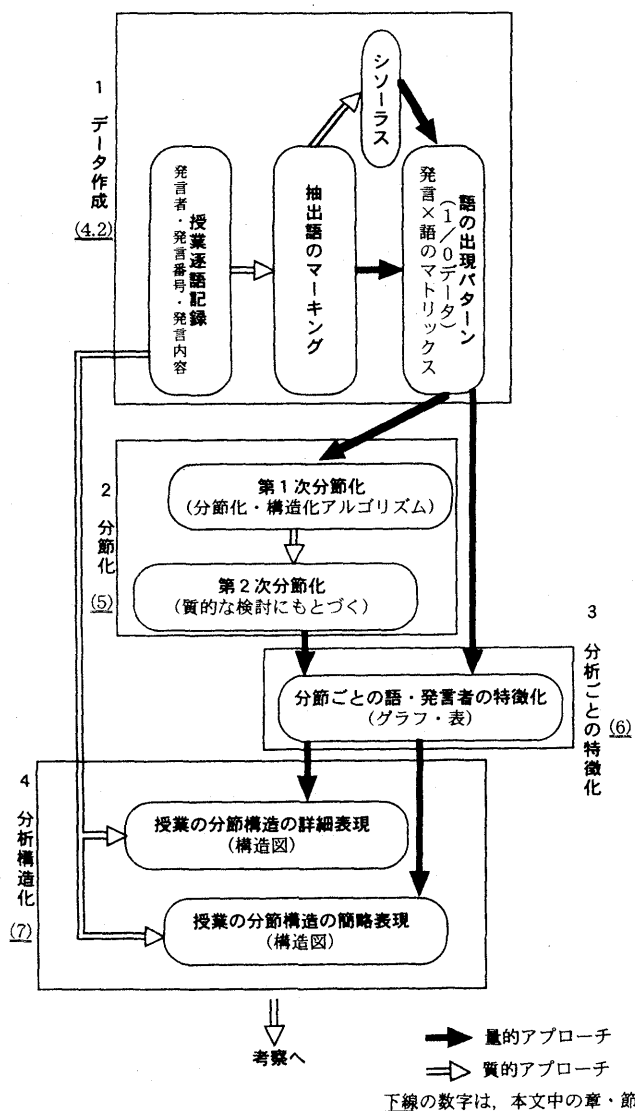 1 データ作成
(4.2)
授業逐語記録
発言者・発言番号・発言内容
抽出語のマーキング
シソーラス
語の出現パターン
(1/0データ)
発言×語のマトリックス
2 分節化
(5)
第1次分節化
(分節化・構造化アルゴリズム)
第2次分節化
(質的な検討にもとづく)
3 分析ごとの特徴化
(6)
分節ごとの語・発言者の特徴化
(グラフ・表)
4 分析構造化
(7)
授業の分節構造の詳細表現
(構造図)
授業の分節構造の簡略表現
(構造図)
考察へ
量的アプローチ
質的アプローチ
下線の数字は，本文中の章・節